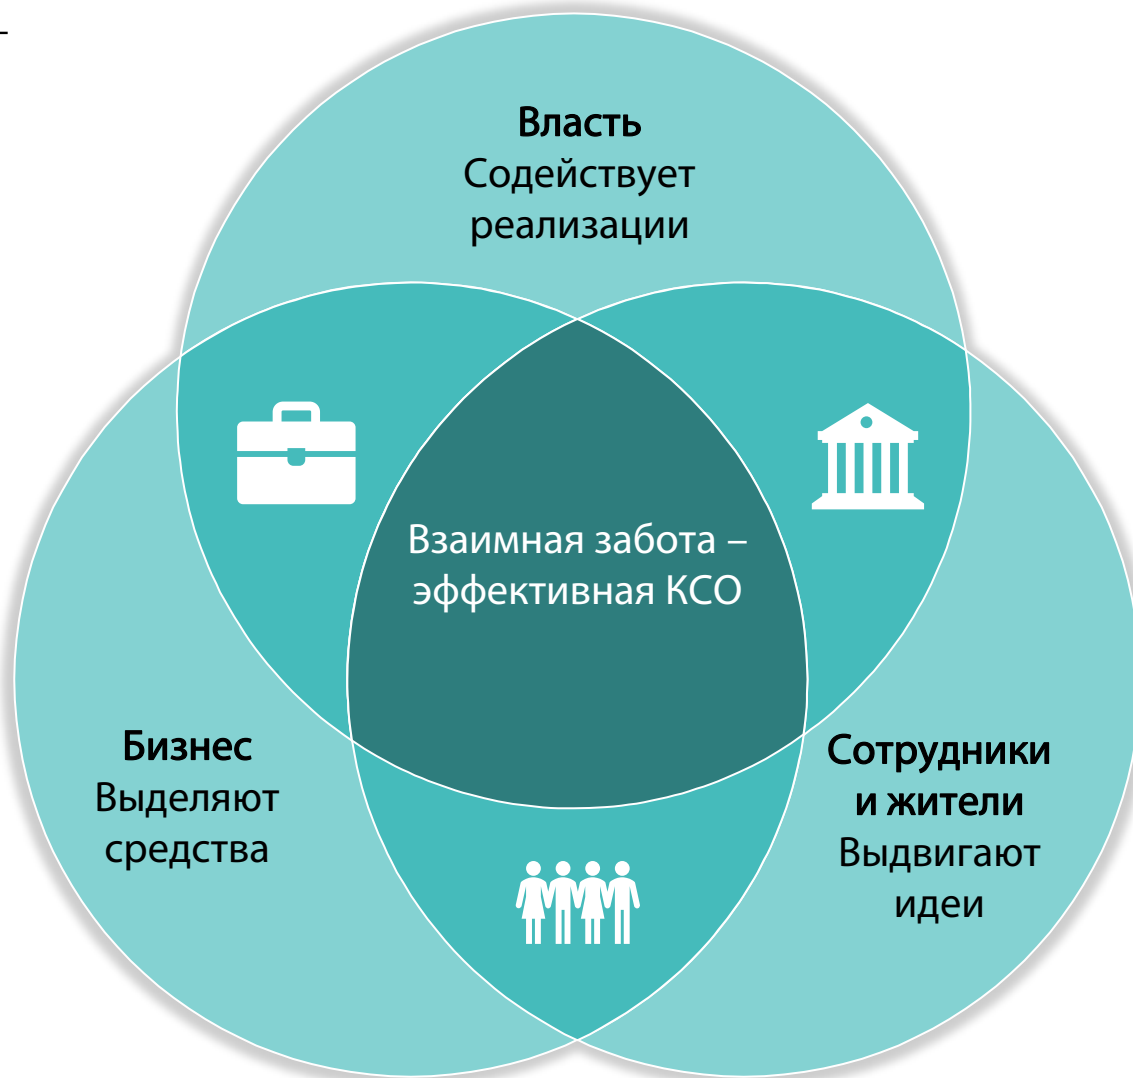 –
Власть
Содействует
реализации
Взаимная забота –
эффективная КСО
Бизнес
Выделяют
средства
Сотрудники
и жители
Выдвигают
идеи